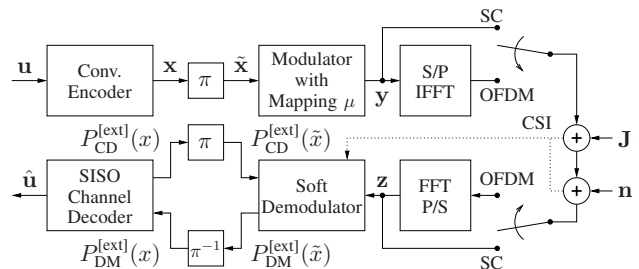 SC
u
Conv.
Encoder
x
π
x̃
Modulator
with
Mapping μ
y
S/P
IFFT
OFDM
CSI
J
P_CD^[ext](x)
π
P_CD^[ext](x̃)
û
SISO
Channel
Decoder
Soft
Demodulator
z
FFT
P/S
OFDM
n
P_DM^[ext](x)
π⁻¹
P_DM^[ext](x̃)
SC